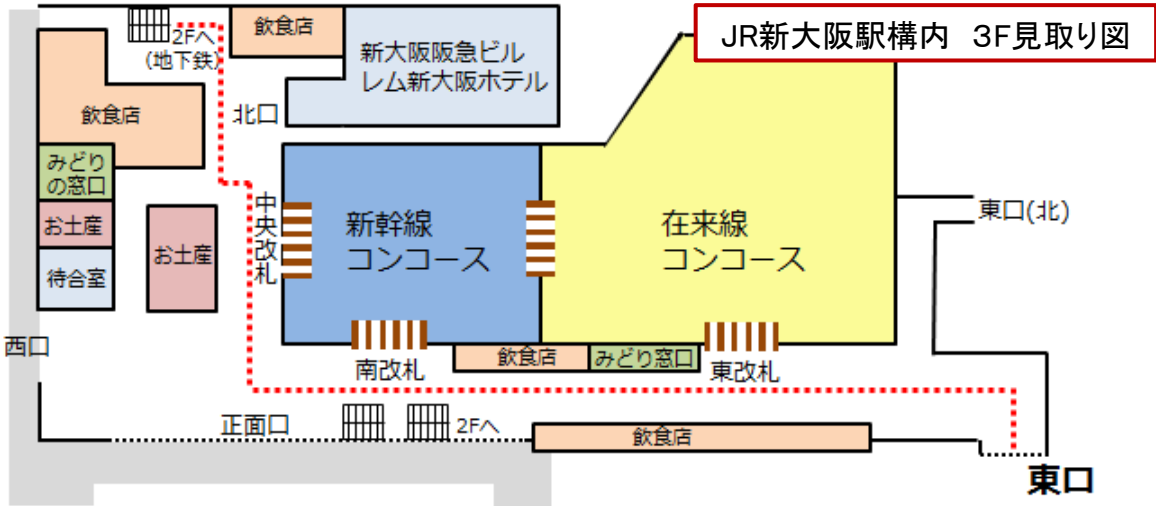 JR新大阪駅構内　3F見取り図
2Fへ
(地下鉄)
飲食店
新大阪阪急ビル
レム新大阪ホテル
飲食店
北口
みどり
の窓口
お土産
待合室
お土産
中央改札
新幹線
コンコース
在来線
コンコース
東口(北)
西口
南改札
飲食店
みどり窓口
東改札
正面口
2Fへ
飲食店
東口